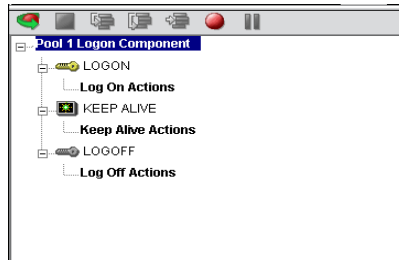 Pool 1 Logon Component
LOGON
Log On Actions
KEEP ALIVE
Keep Alive Actions
LOGOFF
Log Off Actions